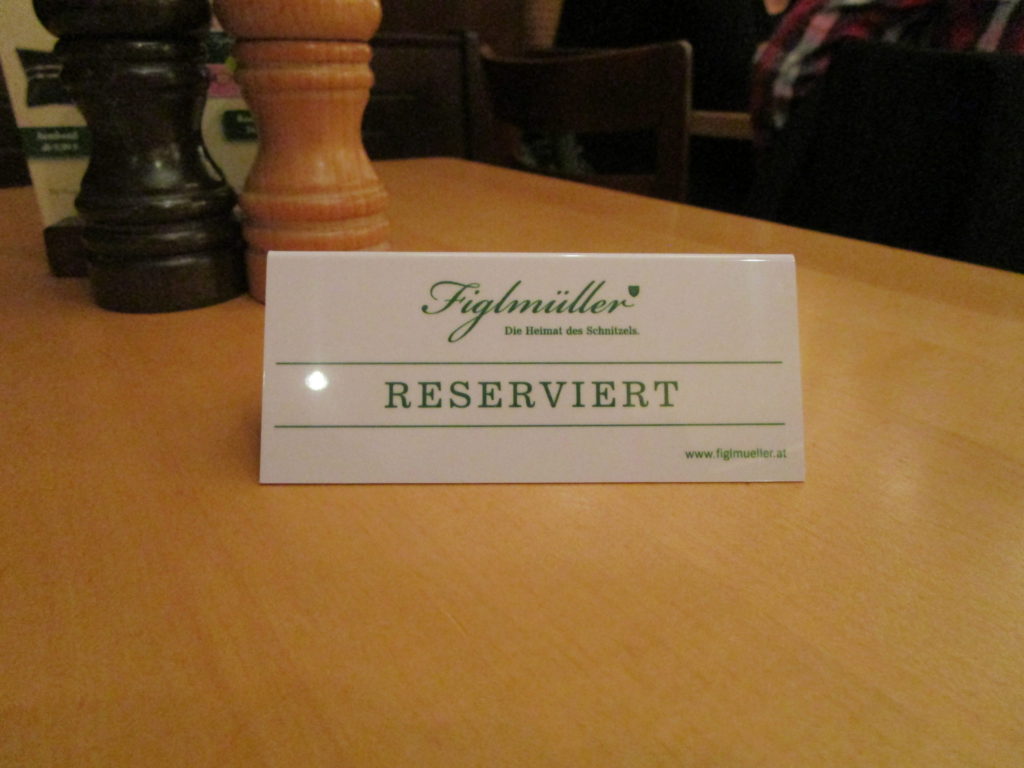 Figlmüller
Die Heimat des Schnitzels.
RESERVIERT
www.figlmueller.at